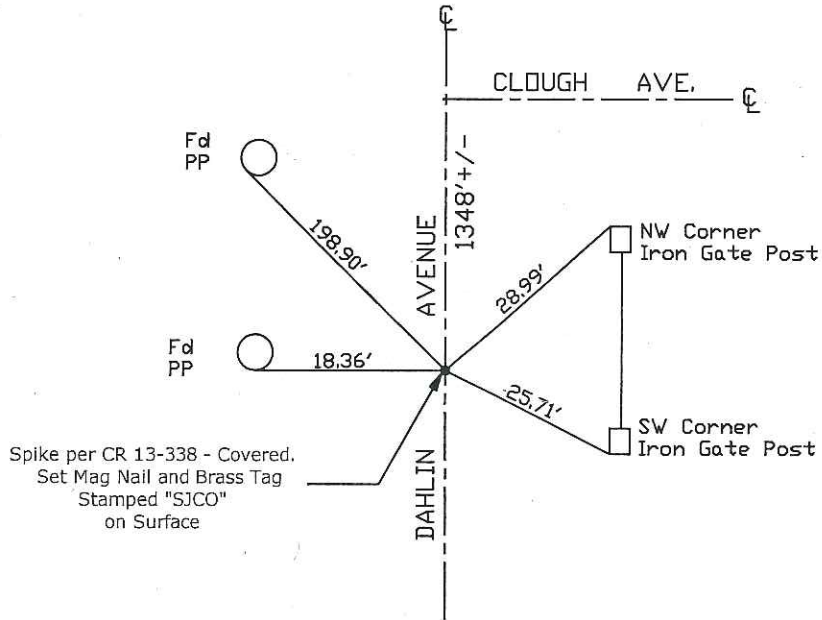 ℄
CLOUGH AVE. ℄
Fd
PP
198.90'
AVENUE
1348'+/-
28.99'
NW Corner
Iron Gate Post
Fd
PP
18.36'
25.71'
SW Corner
Iron Gate Post
Spike per CR 13-338 - Covered.
Set Mag Nail and Brass Tag
Stamped "SJCO"
on Surface
DAHLIN